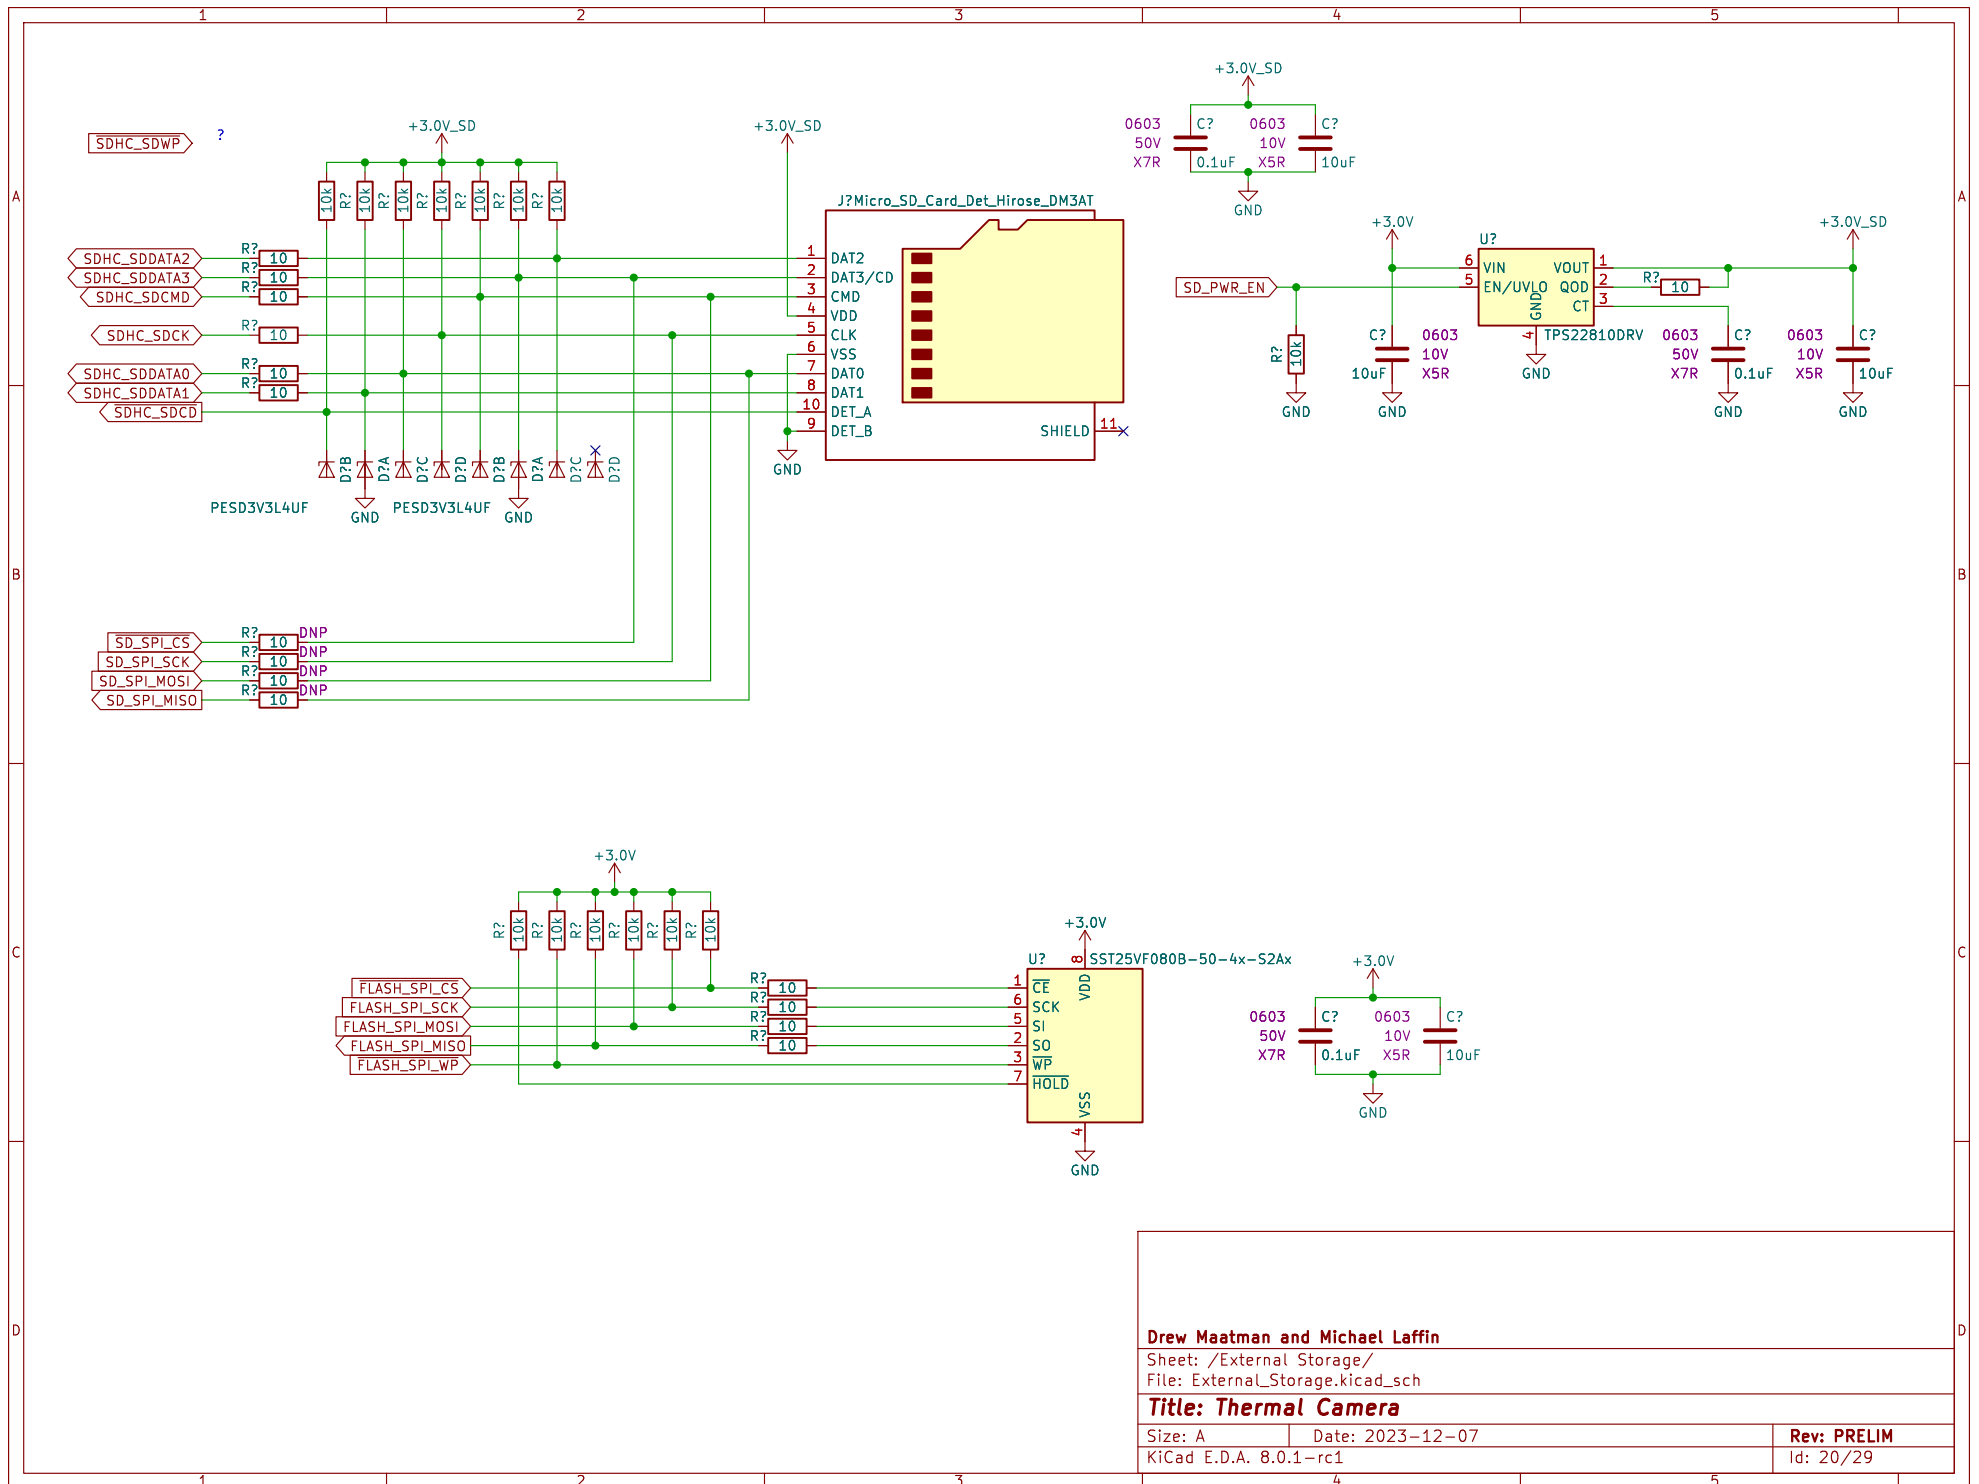 1 2 3 4 5
A
B
C
D
A
B
C
D
1 2 3 4 5
SDHC_SDWP
?
+3.0V_SD
10k R? 10k R? 10k R? 10k R? 10k R? 10k R? 10k
SDHC_SDDATA2 R? 10
SDHC_SDDATA3 R? 10
SDHC_SDCMD R? 10
SDHC_SDCK R? 10
SDHC_SDDATA0 R? 10
SDHC_SDDATA1 R? 10
SDHC_SDCD
D?B D?A D?C D?D D?B D?A D?C D?D
PESD3V3L4UF
GND
PESD3V3L4UF
GND
+3.0V_SD
J?Micro_SD_Card_Det_Hirose_DM3AT
1 DAT2
2 DAT3/CD
3 CMD
4 VDD
5 CLK
6 VSS
7 DAT0
8 DAT1
10 DET_A
9 DET_B
SHIELD 11
GND
+3.0V_SD
0603 C? 0603 C?
50V 10V
X7R 0.1uF X5R 10uF
GND
+3.0V
+3.0V_SD
U?
6 VIN VOUT 1
5 EN/UVLO QOD 2
CT 3
GND
4
TPS22810DRV
GND
SD_PWR_EN
R? 10k
GND
C? 0603
10V
10uF X5R
GND
R? 10
0603 C?
50V
X7R 0.1uF
GND
0603 C?
10V
X5R 10uF
GND
SD_SPI_CS R? 10 DNP
SD_SPI_SCK R? 10 DNP
SD_SPI_MOSI R? 10 DNP
SD_SPI_MISO R? 10 DNP
+3.0V
R? 10k R? 10k R? 10k R? 10k R? 10k R? 10k
FLASH_SPI_CS R? 10
FLASH_SPI_SCK R? 10
FLASH_SPI_MOSI R? 10
FLASH_SPI_MISO R? 10
FLASH_SPI_WP
+3.0V
U? 8 SST25VF080B-50-4x-S2Ax
VDD
1 CE
6 SCK
5 SI
2 SO
3 WP
7 HOLD
VSS
4
GND
+3.0V
0603 C? 0603 C?
50V 10V
X7R 0.1uF X5R 10uF
GND
Drew Maatman and Michael Laffin
Sheet: /External Storage/
File: External_Storage.kicad_sch
Title: Thermal Camera
Size: A Date: 2023-12-07 Rev: PRELIM
KiCad E.D.A. 8.0.1-rc1 Id: 20/29